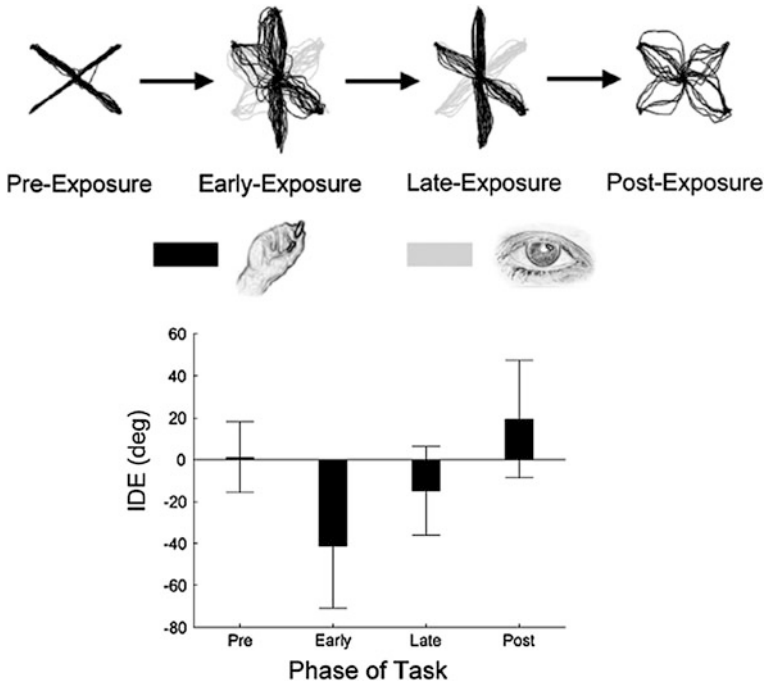 Pre-Exposure Early-Exposure Late-Exposure Post-Exposure
60
40
20
0
-20
-40
-60
-80
IDE (deg)
Pre Early Late Post
Phase of Task